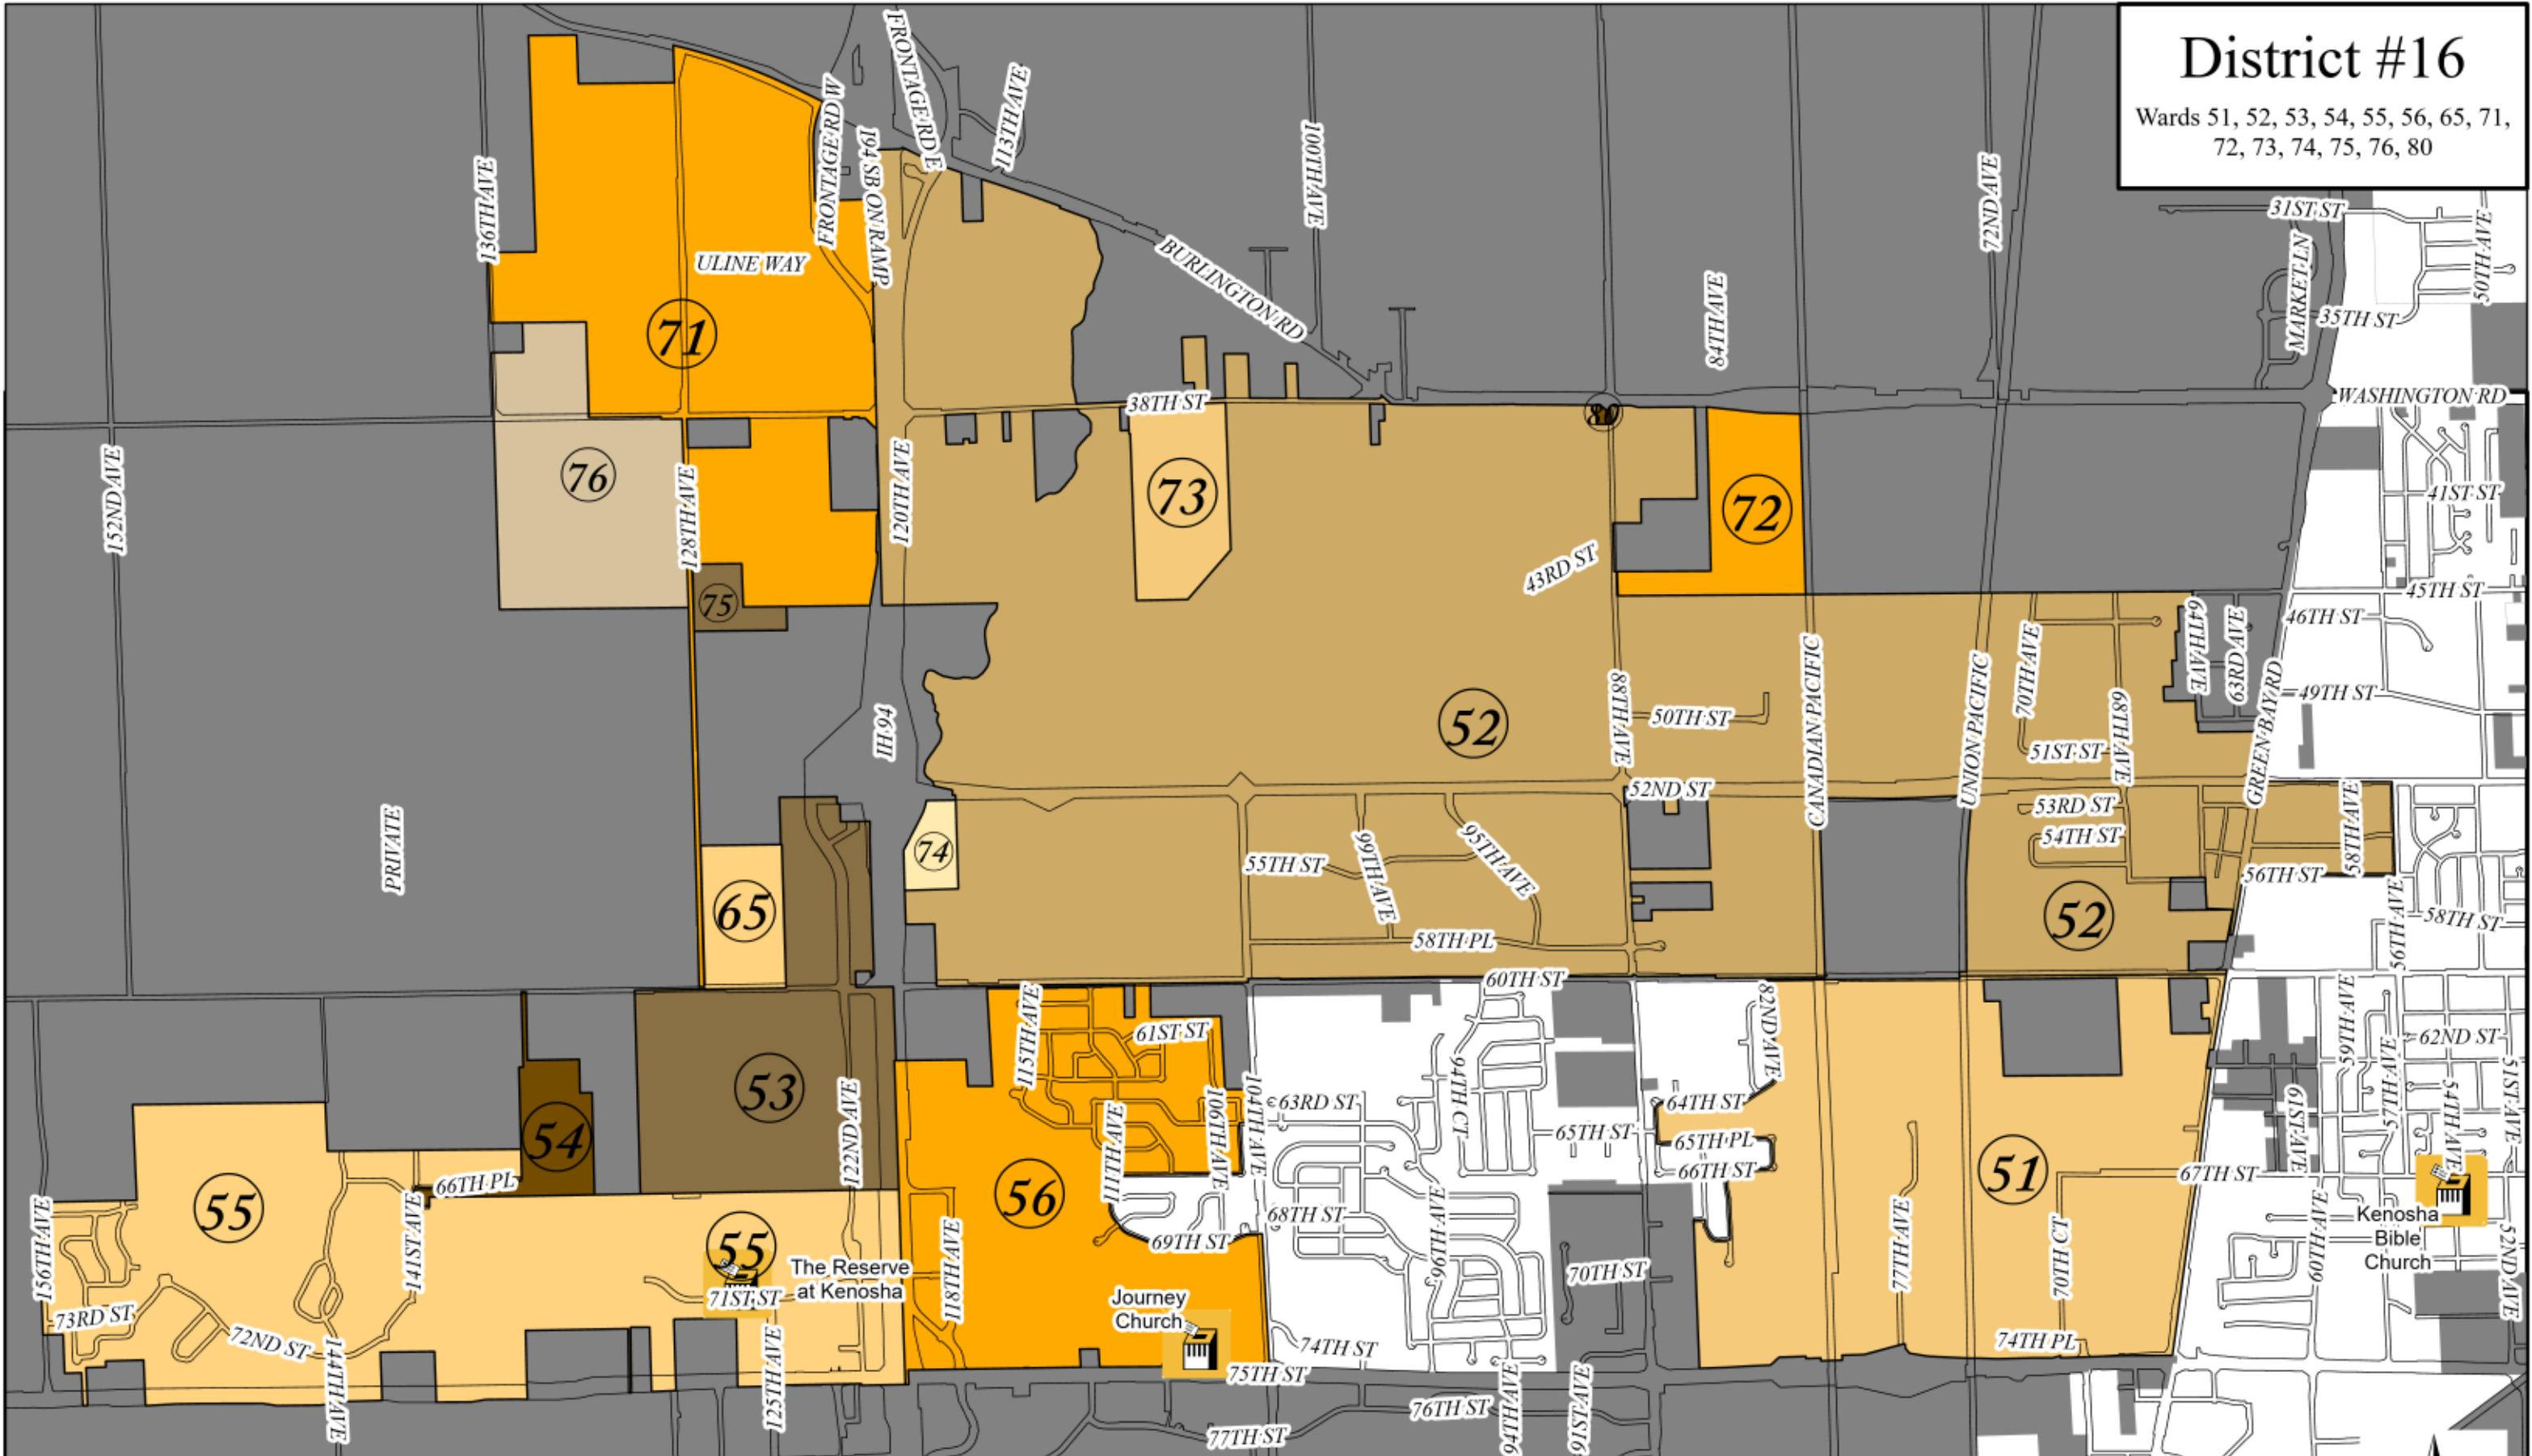 District #16
Wards 51, 52, 53, 54, 55, 56, 65, 71,
72, 73, 74, 75, 76, 80
FRONTAGE RD E
113TH AVE
FRONTAGE RD W
I94 SB ON RAMP
100TH AVE
136TH AVE
72ND AVE
31ST ST
50TH AVE
MARKET LN
ULINE WAY
BURLINGTON RD
84TH AVE
35TH ST
71
38TH ST
WASHINGTON RD
80
152ND AVE
76
128TH AVE
120TH AVE
73
72
41ST ST
43RD ST
75
45TH ST
46TH ST
64TH AVE
63RD AVE
70TH AVE
CANADIAN PACIFIC
UNION PACIFIC
88TH AVE
68TH AVE
GREEN BAY RD
49TH ST
IH94
52
50TH ST
51ST ST
52ND ST
53RD ST
54TH ST
58TH AVE
PRIVATE
74
55TH ST
99TH AVE
95TH AVE
56TH ST
65
52
56TH AVE
58TH ST
58TH PL
60TH ST
115TH AVE
61ST ST
82ND AVE
59TH AVE
62ND ST
57TH AVE
51ST AVE
53
122ND AVE
54
111TH AVE
106TH AVE
104TH AVE
63RD ST
94TH CT
64TH ST
65TH ST
65TH PL
66TH ST
61ST AVE
54TH AVE
51
67TH ST
66TH PL
55
141ST AVE
156TH AVE
56
118TH AVE
68TH ST
69TH ST
96TH AVE
77TH AVE
70TH CT
60TH AVE
52ND AVE
Kenosha
Bible
Church
55
The Reserve
at Kenosha
71ST ST
70TH ST
73RD ST
72ND ST
144TH AVE
125TH AVE
Journey
Church
74TH ST
74TH PL
75TH ST
94TH AVE
91ST AVE
76TH ST
77TH ST